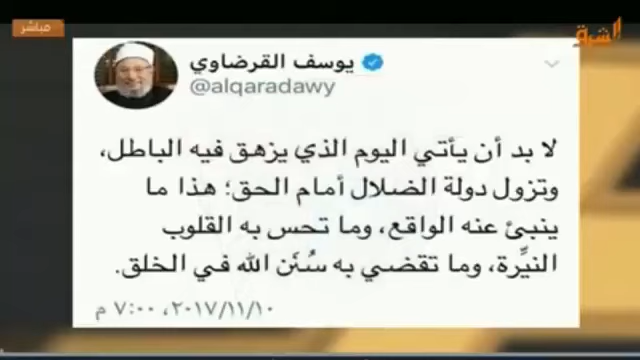 مباشر
الشرق
يوسف القرضاوي
@alqaradawy
لا بد أن يأتي اليوم الذي يزهق فيه الباطل،
وتزول دولة الضلال أمام الحق؛ هذا ما
ينبئ عنه الواقع، وما تحس به القلوب
النيِّرة، وما تقضي به سُنَن الله في الخلق.
٢٠١٧/١١/١٠، ٧:٠٠ م